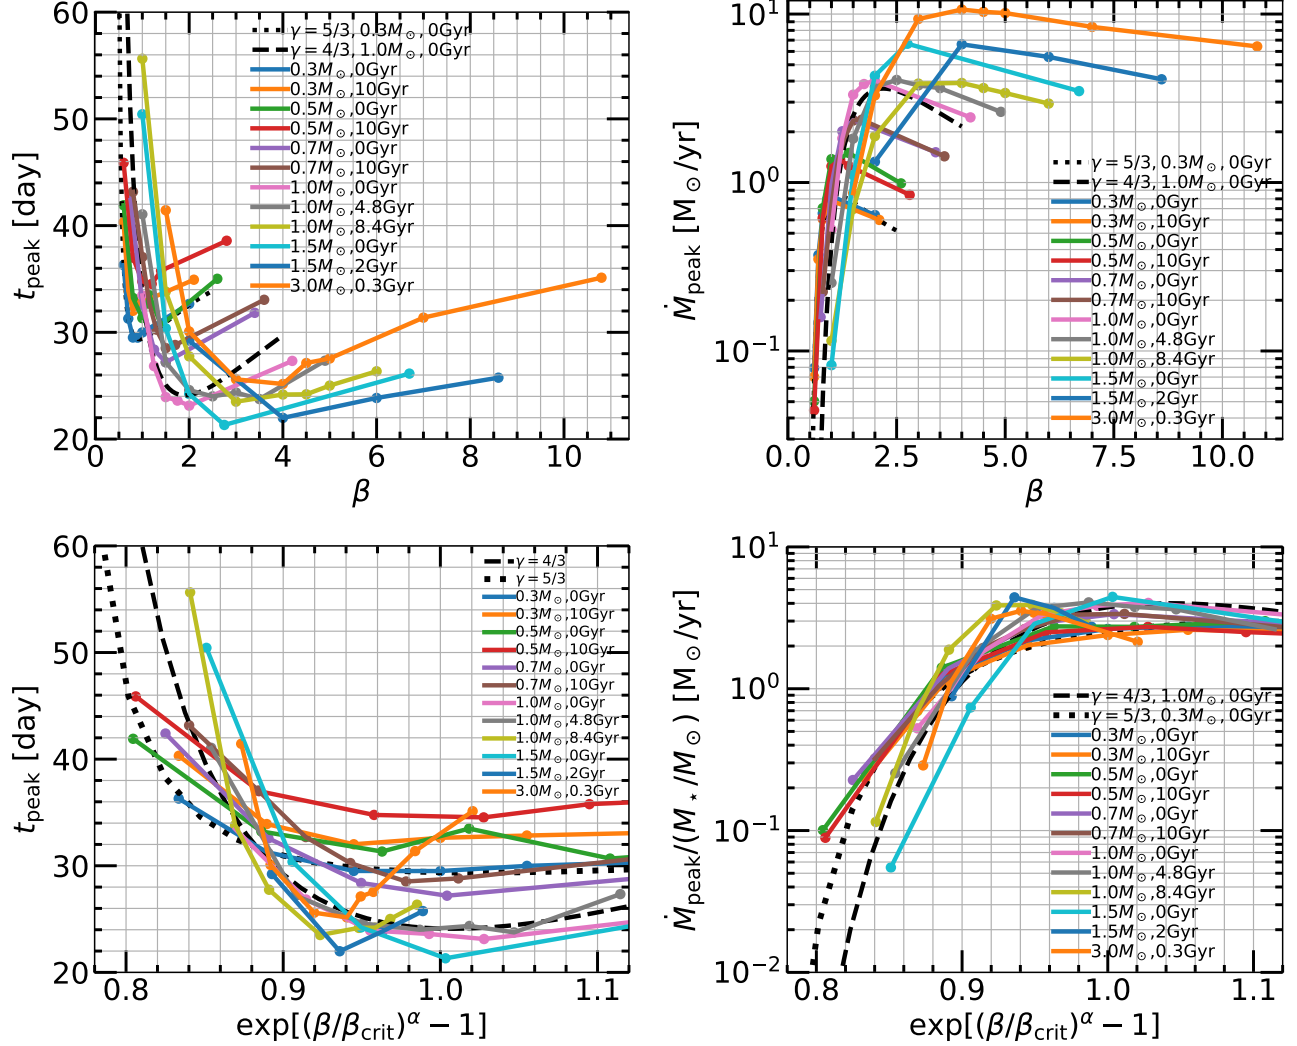 60
50
40
30
20
0
2
4
6
8
10
t_peak [day]
β
γ = 5/3, 0.3M⊙, 0Gyr
γ = 4/3, 1.0M⊙, 0Gyr
0.3M⊙,0Gyr
0.3M⊙,10Gyr
0.5M⊙,0Gyr
0.5M⊙,10Gyr
0.7M⊙,0Gyr
0.7M⊙,10Gyr
1.0M⊙,0Gyr
1.0M⊙,4.8Gyr
1.0M⊙,8.4Gyr
1.5M⊙,0Gyr
1.5M⊙,2Gyr
3.0M⊙,0.3Gyr
10¹
10⁰
10⁻¹
0.0
2.5
5.0
7.5
10.0
Ṁ_peak [M⊙/yr]
β
γ = 5/3, 0.3M⊙, 0Gyr
γ = 4/3, 1.0M⊙, 0Gyr
0.3M⊙,0Gyr
0.3M⊙,10Gyr
0.5M⊙,0Gyr
0.5M⊙,10Gyr
0.7M⊙,0Gyr
0.7M⊙,10Gyr
1.0M⊙,0Gyr
1.0M⊙,4.8Gyr
1.0M⊙,8.4Gyr
1.5M⊙,0Gyr
1.5M⊙,2Gyr
3.0M⊙,0.3Gyr
60
50
40
30
20
0.8
0.9
1.0
1.1
t_peak [day]
exp[(β/β_crit)^α − 1]
γ = 4/3
γ = 5/3
0.3M⊙,0Gyr
0.3M⊙,10Gyr
0.5M⊙,0Gyr
0.5M⊙,10Gyr
0.7M⊙,0Gyr
0.7M⊙,10Gyr
1.0M⊙,0Gyr
1.0M⊙,4.8Gyr
1.0M⊙,8.4Gyr
1.5M⊙,0Gyr
1.5M⊙,2Gyr
3.0M⊙,0.3Gyr
10¹
10⁰
10⁻¹
10⁻²
0.8
0.9
1.0
1.1
Ṁ_peak/(M⋆/M⊙) [M⊙/yr]
exp[(β/β_crit)^α − 1]
γ = 4/3, 1.0M⊙, 0Gyr
γ = 5/3, 0.3M⊙, 0Gyr
0.3M⊙,0Gyr
0.3M⊙,10Gyr
0.5M⊙,0Gyr
0.5M⊙,10Gyr
0.7M⊙,0Gyr
0.7M⊙,10Gyr
1.0M⊙,0Gyr
1.0M⊙,4.8Gyr
1.0M⊙,8.4Gyr
1.5M⊙,0Gyr
1.5M⊙,2Gyr
3.0M⊙,0.3Gyr